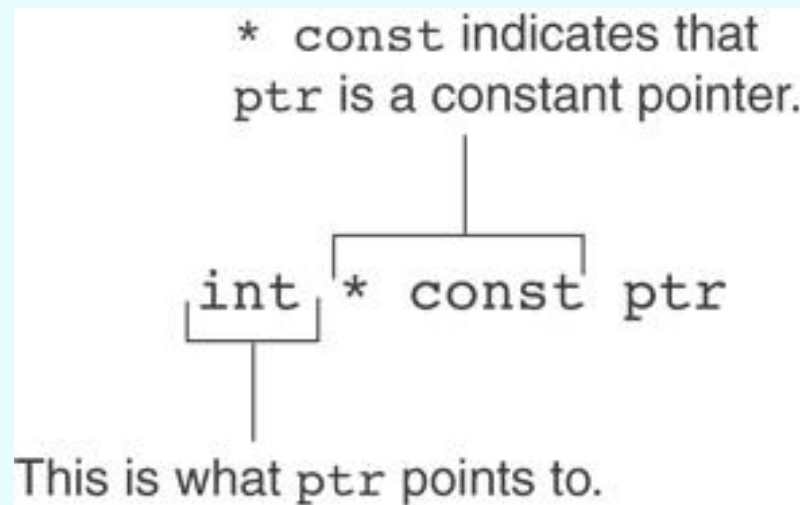 * const indicates that
ptr is a constant pointer.
int * const ptr
This is what ptr points to.